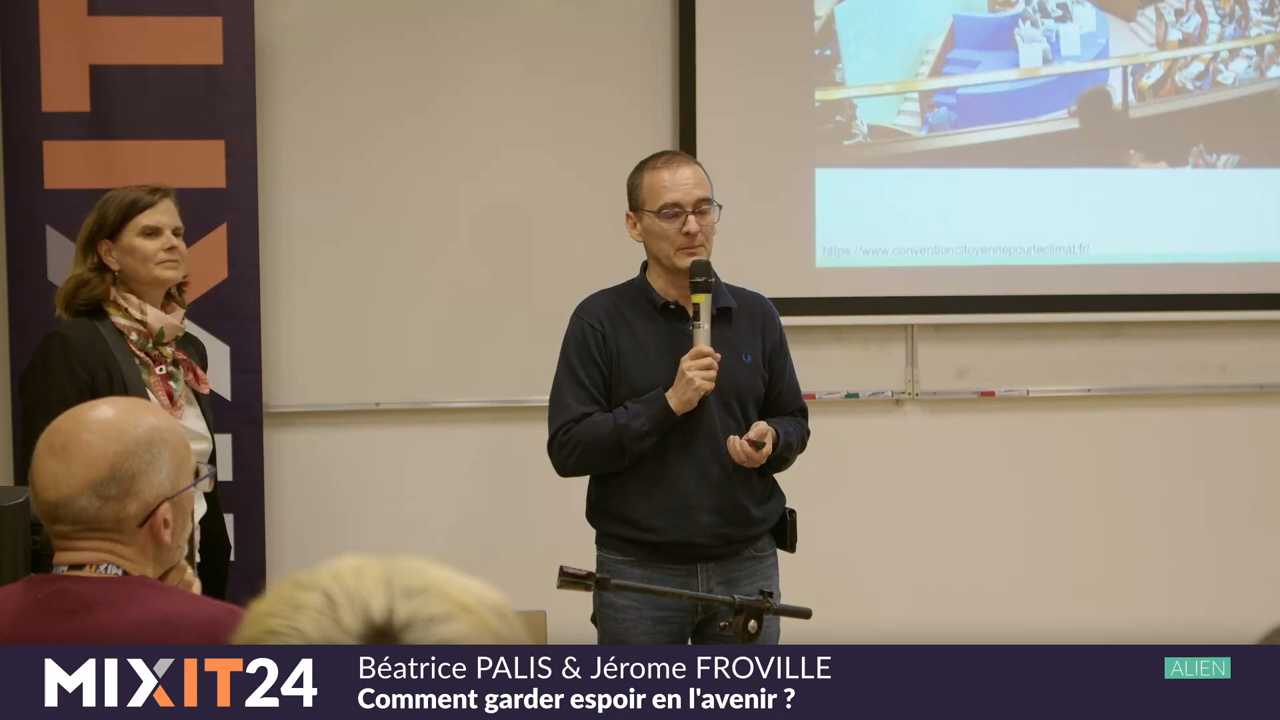 https://www.conventioncitoyennepourleclimat.fr/
MIXIT24
Béatrice PALIS & Jérome FROVILLE
Comment garder espoir en l'avenir ?
ALIEN